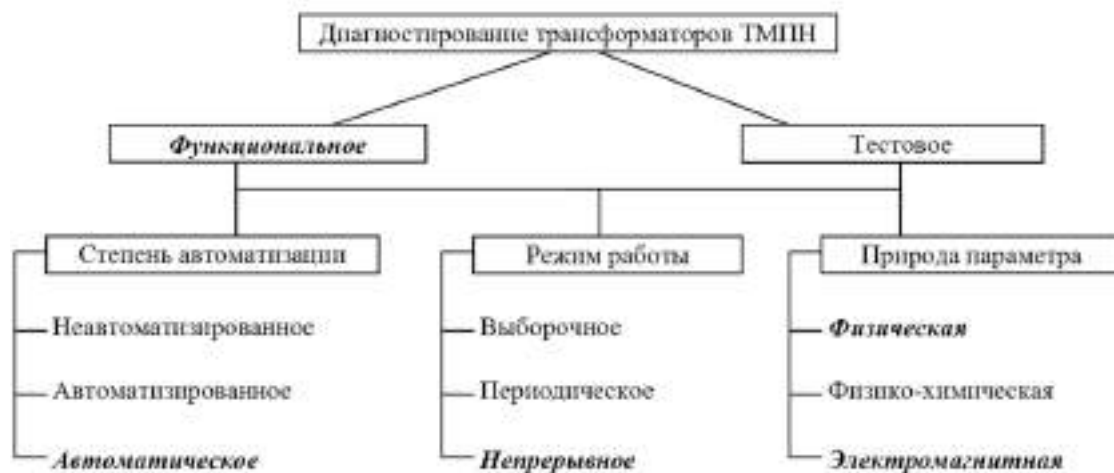 Диагностирование трансформаторов ТМПН
Функциональное
Тестовое
Степень автоматизации
Режим работы
Природа параметра
Неавтоматизированное
Выборочное
Физическая
Автоматизированное
Периодическое
Физико-химическая
Автоматическое
Непрерывное
Электромагнитная